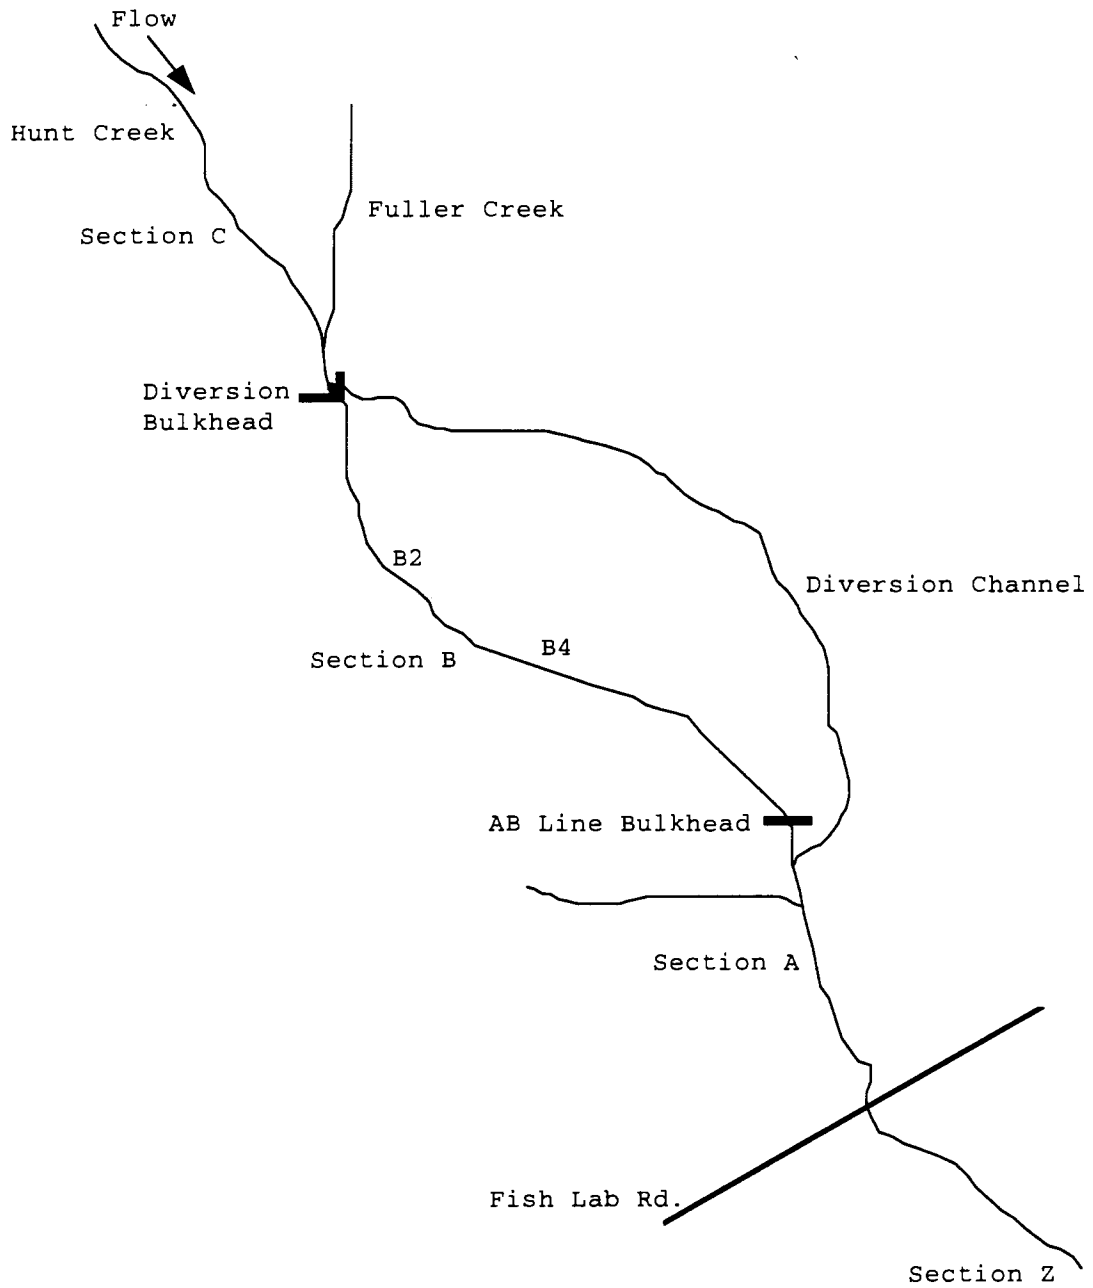 Flow
Hunt Creek
Fuller Creek
Section C
Diversion
Bulkhead
B2
Diversion Channel
B4
Section B
AB Line Bulkhead
Section A
Fish Lab Rd.
Section Z